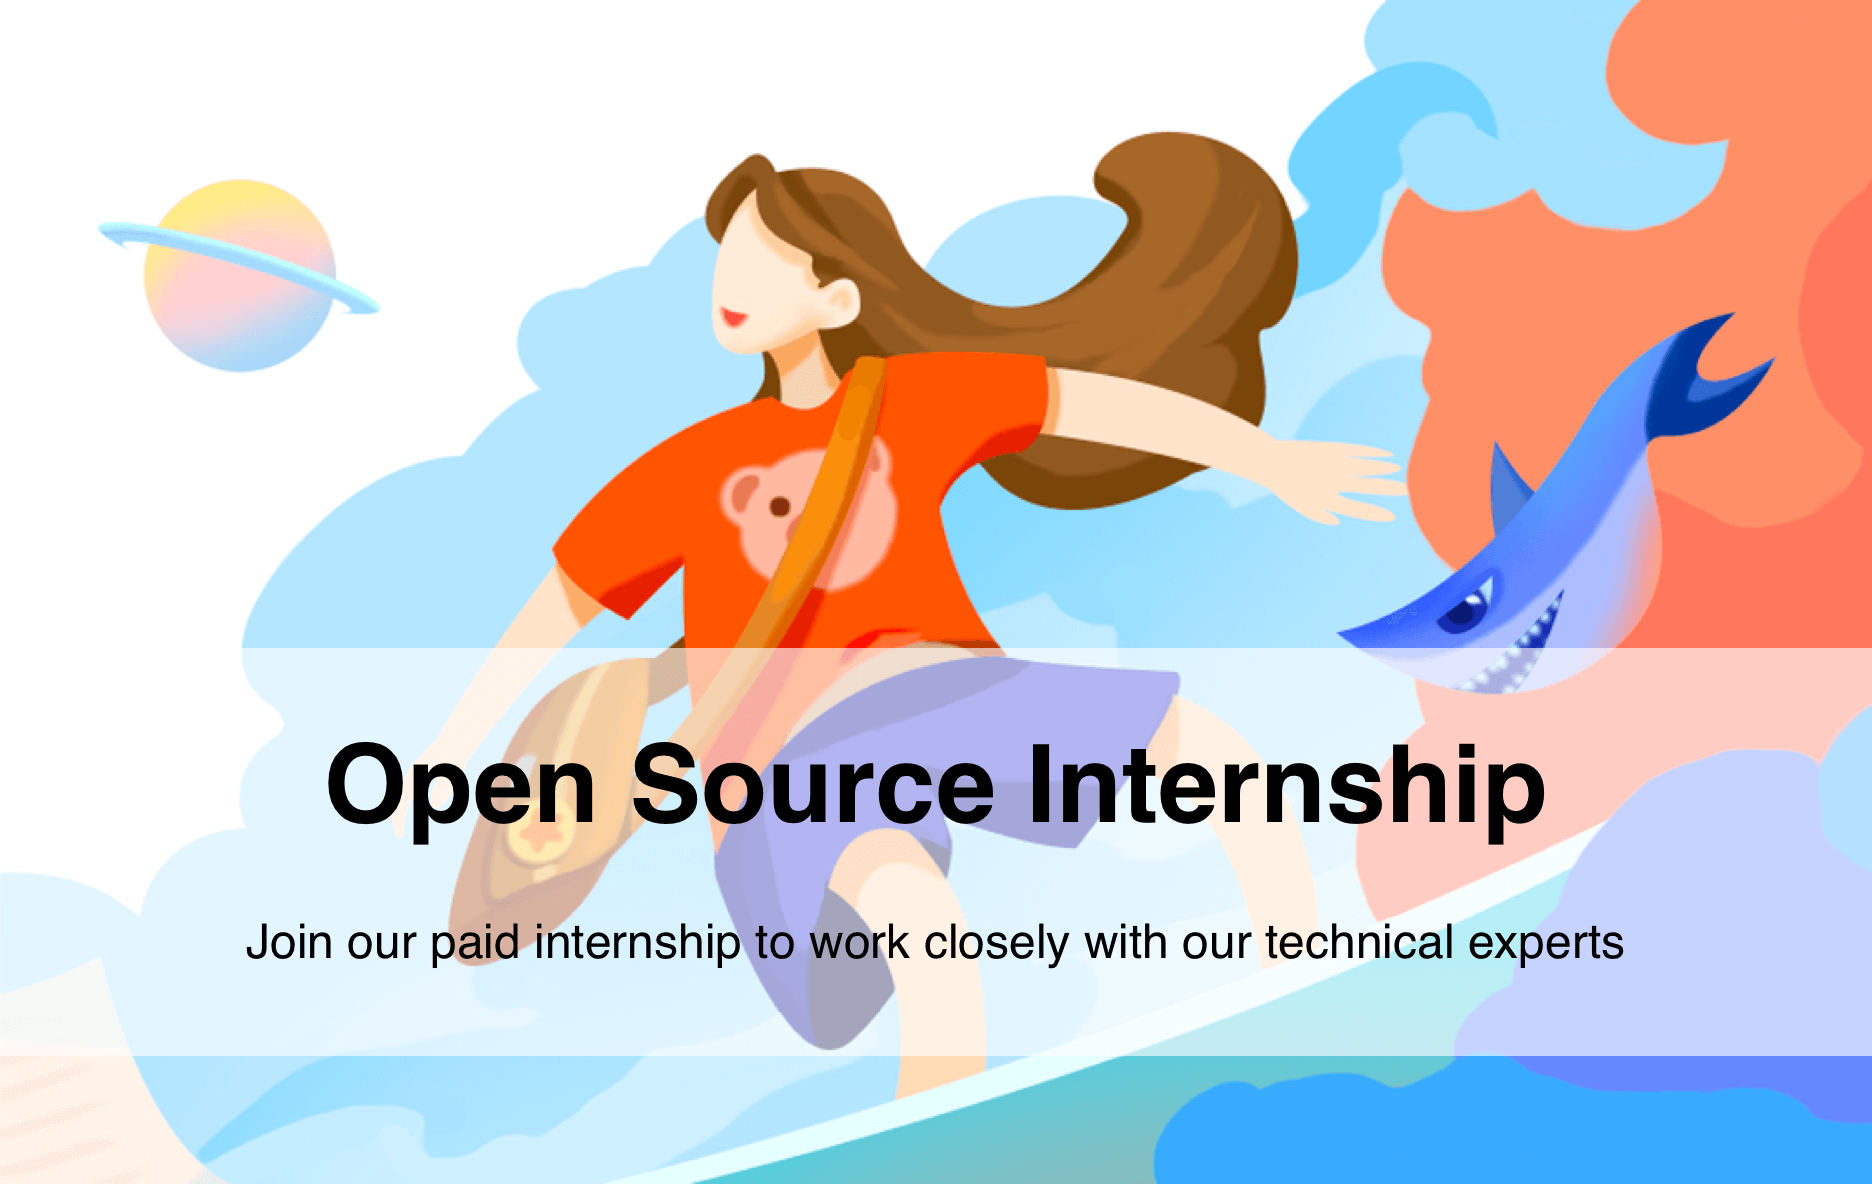 Open Source Internship
Join our paid internship to work closely with our technical experts